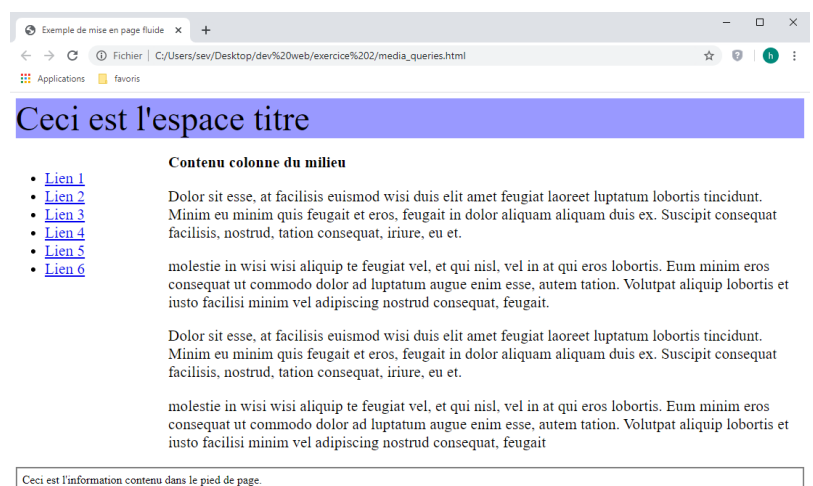 Exemple de mise en page fluide
Fichier | C:/Users/sev/Desktop/dev%20web/exercice%202/media_queries.html
h
Applications favoris
Ceci est l'espace titre
Lien 1
Lien 2
Lien 3
Lien 4
Lien 5
Lien 6
Contenu colonne du milieu
Dolor sit esse, at facilisis euismod wisi duis elit amet feugiat laoreet luptatum lobortis tincidunt.
Minim eu minim quis feugait et eros, feugait in dolor aliquam aliquam duis ex. Suscipit consequat
facilisis, nostrud, tation consequat, iriure, eu et.
molestie in wisi wisi aliquip te feugiat vel, et qui nisl, vel in at qui eros lobortis. Eum minim eros
consequat ut commodo dolor ad luptatum augue enim esse, autem tation. Volutpat aliquip lobortis et
iusto facilisi minim vel adipiscing nostrud consequat, feugait.
Dolor sit esse, at facilisis euismod wisi duis elit amet feugiat laoreet luptatum lobortis tincidunt.
Minim eu minim quis feugait et eros, feugait in dolor aliquam aliquam duis ex. Suscipit consequat
facilisis, nostrud, tation consequat, iriure, eu et.
molestie in wisi wisi aliquip te feugiat vel, et qui nisl, vel in at qui eros lobortis. Eum minim eros
consequat ut commodo dolor ad luptatum augue enim esse, autem tation. Volutpat aliquip lobortis et
iusto facilisi minim vel adipiscing nostrud consequat, feugait
Ceci est l'information contenu dans le pied de page.